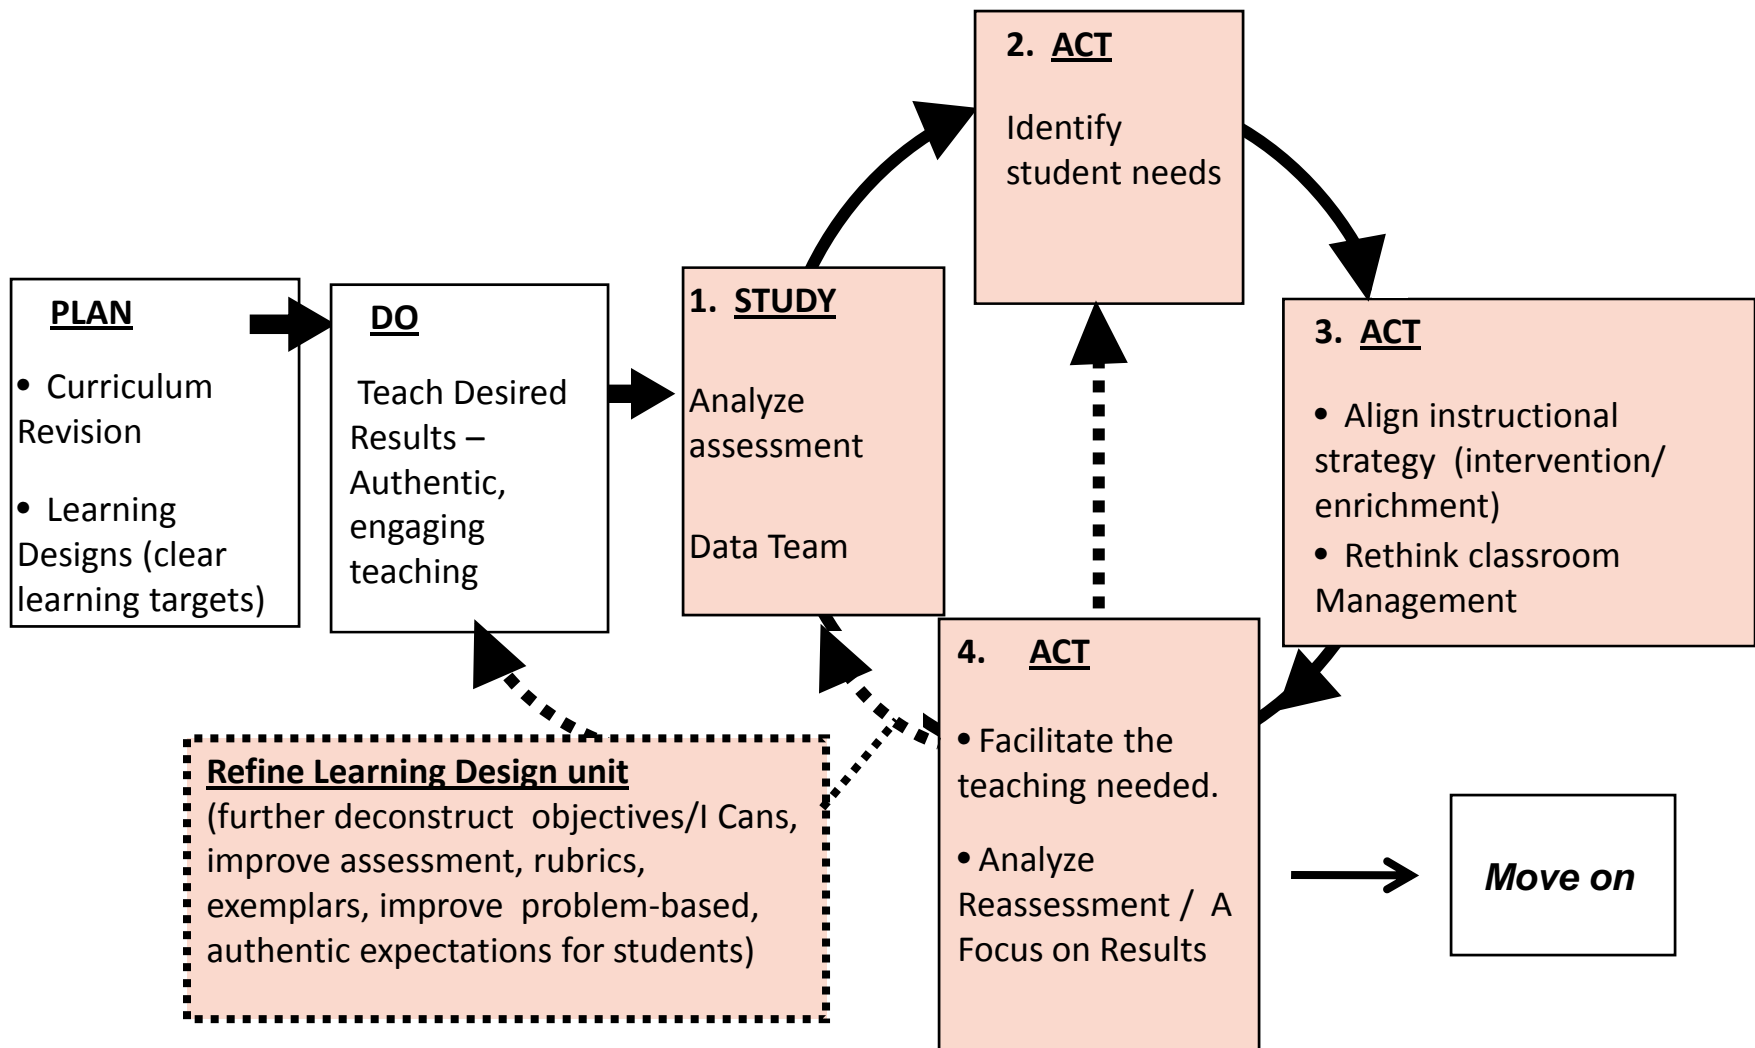 PLAN
• Curriculum
Revision
• Learning
Designs (clear
learning targets)
DO
Teach Desired
Results –
Authentic,
engaging
teaching
1. STUDY
Analyze
assessment
Data Team
2. ACT
Identify
student needs
3. ACT
• Align instructional
strategy (intervention/
enrichment)
• Rethink classroom
Management
4. ACT
• Facilitate the
teaching needed.
• Analyze
Reassessment / A
Focus on Results
Refine Learning Design unit
(further deconstruct objectives/I Cans,
improve assessment, rubrics,
exemplars, improve problem-based,
authentic expectations for students)
Move on